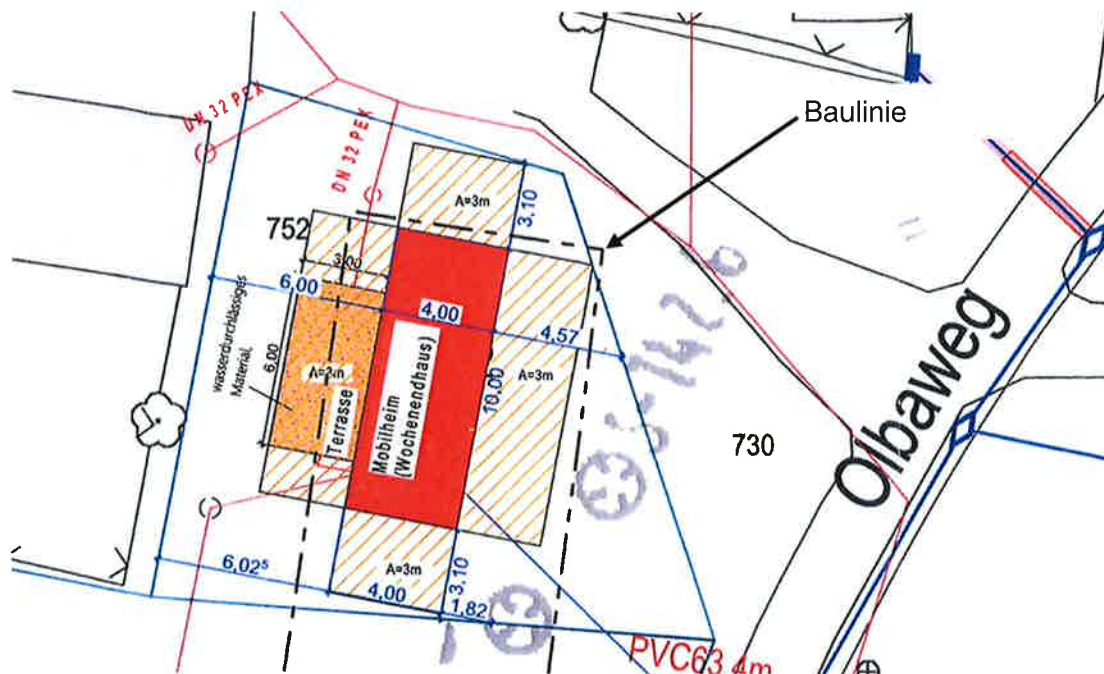 Baulinie
DN 32 PEX
DN 32 PEX
A=3m
3.10
752
3,00
6,00
4,00
4,57
wasserdurchlässiges
Material,
6,00
A=3m
Terrasse
Mobilheim
(Wochenendhaus)
10,00
A=3m
730
Olbaweg
6,02⁵
A=3m
4,00
3.10
1,82
PVC63 4m